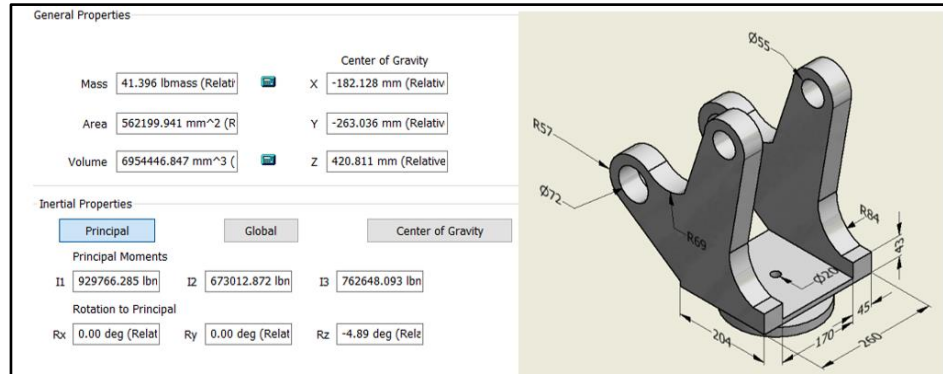 General Properties
Center of Gravity
Mass 41.396 lbmass (Relati X -182.128 mm (Relativ
Area 562199.941 mm^2 (R Y -263.036 mm (Relativ
Volume 6954446.847 mm^3 ( Z 420.811 mm (Relative
Inertial Properties
Principal Global Center of Gravity
Principal Moments
I1 929766.285 lbn I2 673012.872 lbn I3 762648.093 lbn
Rotation to Principal
Rx 0.00 deg (Relat Ry 0.00 deg (Relat Rz -4.89 deg (Rela
Ø55
R57
Ø72
R69
R84
43
Ø20
45
170
204
260